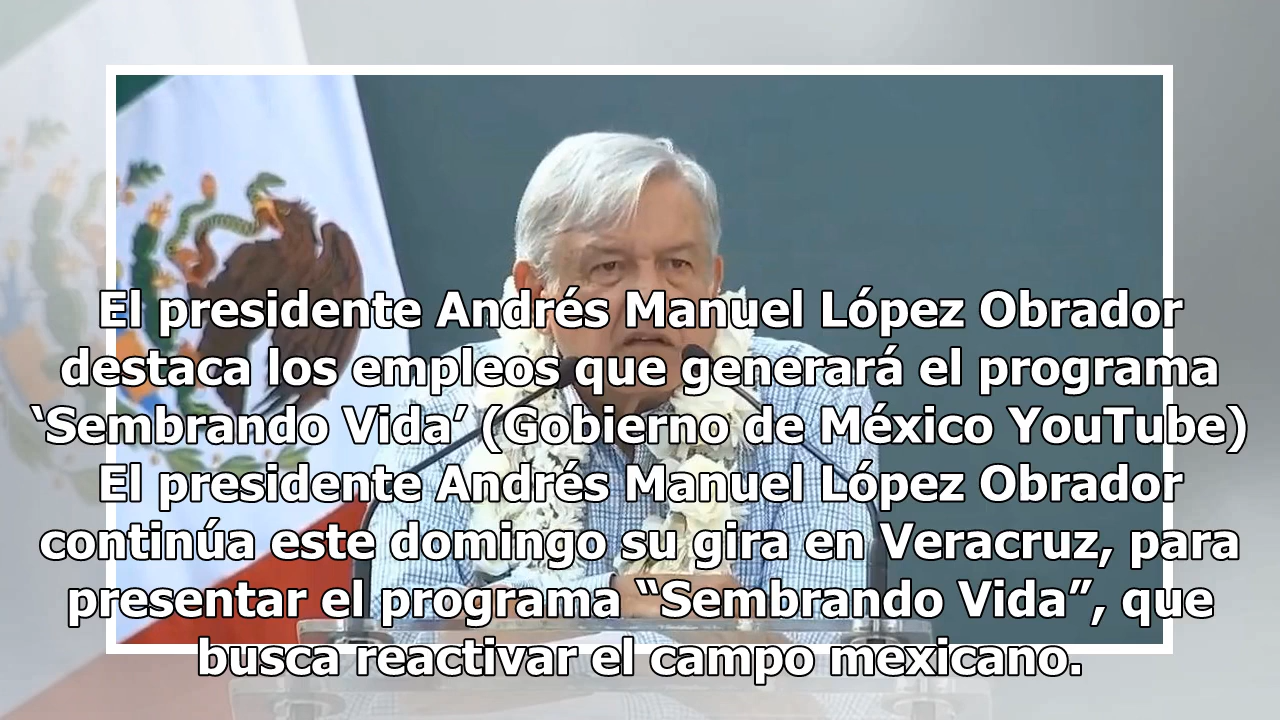 El presidente Andrés Manuel López Obrador
destaca los empleos que generará el programa
‘Sembrando Vida’ (Gobierno de México YouTube)
El presidente Andrés Manuel López Obrador
continúa este domingo su gira en Veracruz, para
presentar el programa “Sembrando Vida”, que
busca reactivar el campo mexicano.